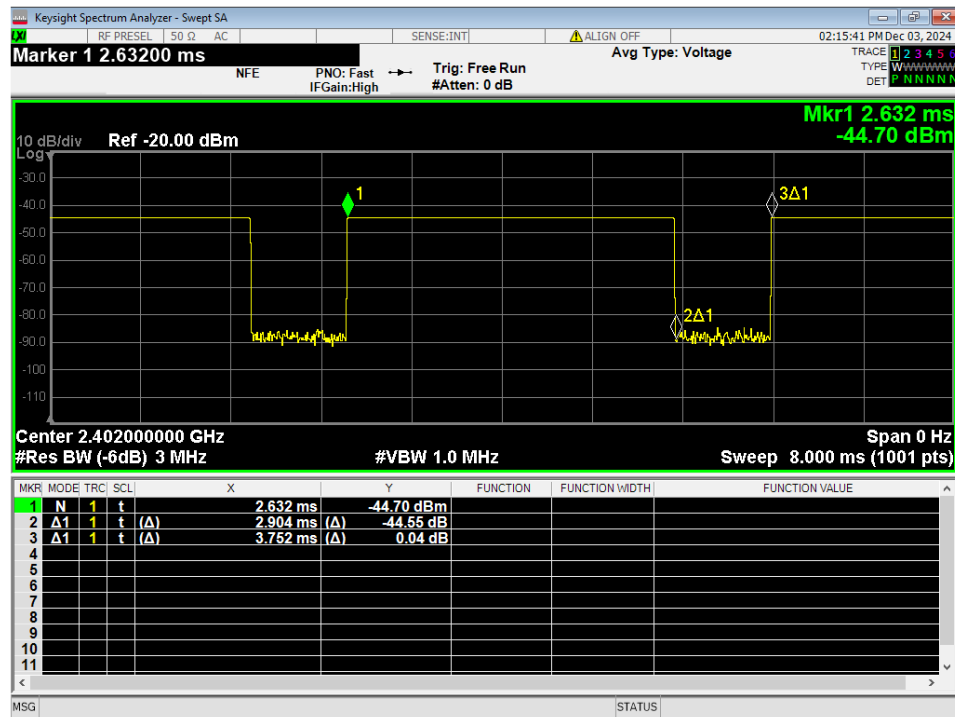 Keysight Spectrum Analyzer - Swept SA
LXI RF PRESEL 50 Ω AC SENSE:INT ALIGN OFF 02:15:41 PM Dec 03, 2024
Marker 1 2.63200 ms
NFE
PNO: Fast
IFGain:High
Trig: Free Run
#Atten: 0 dB
Avg Type: Voltage
TRACE 1 2 3 4 5 6
TYPE WWWWWW
DET P N N N N N
Mkr1 2.632 ms
-44.70 dBm
10 dB/div Ref -20.00 dBm
Log
-30.0
-40.0
-50.0
-60.0
-70.0
-80.0
-90.0
-100
-110
1
3Δ1
2Δ1
Center 2.402000000 GHz Span 0 Hz
#Res BW (-6dB) 3 MHz #VBW 1.0 MHz Sweep 8.000 ms (1001 pts)
MKR MODE TRC SCL X Y FUNCTION FUNCTION WIDTH FUNCTION VALUE
1 N 1 t 2.632 ms -44.70 dBm
2 Δ1 1 t (Δ) 2.904 ms (Δ) -44.55 dB
3 Δ1 1 t (Δ) 3.752 ms (Δ) 0.04 dB
4
5
6
7
8
9
10
11
MSG STATUS